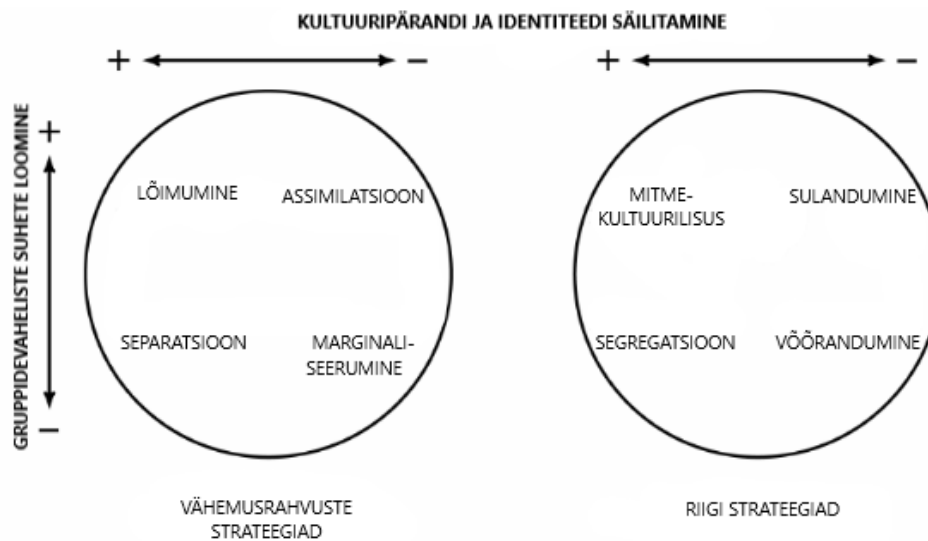 KULTUURIPÄRANDI JA IDENTITEEDI SÄILITAMINE
+ −
+ −
GRUPPIDEVAHELISTE SUHETE LOOMINE
+
−
LÕIMUMINE
ASSIMILATSIOON
SEPARATSIOON
MARGINALI-
SEERUMINE
VÄHEMUSRAHVUSTE
STRATEEGIAD
MITME-
KULTUURILISUS
SULANDUMINE
SEGREGATSIOON
VÕÕRANDUMINE
RIIGI STRATEEGIAD